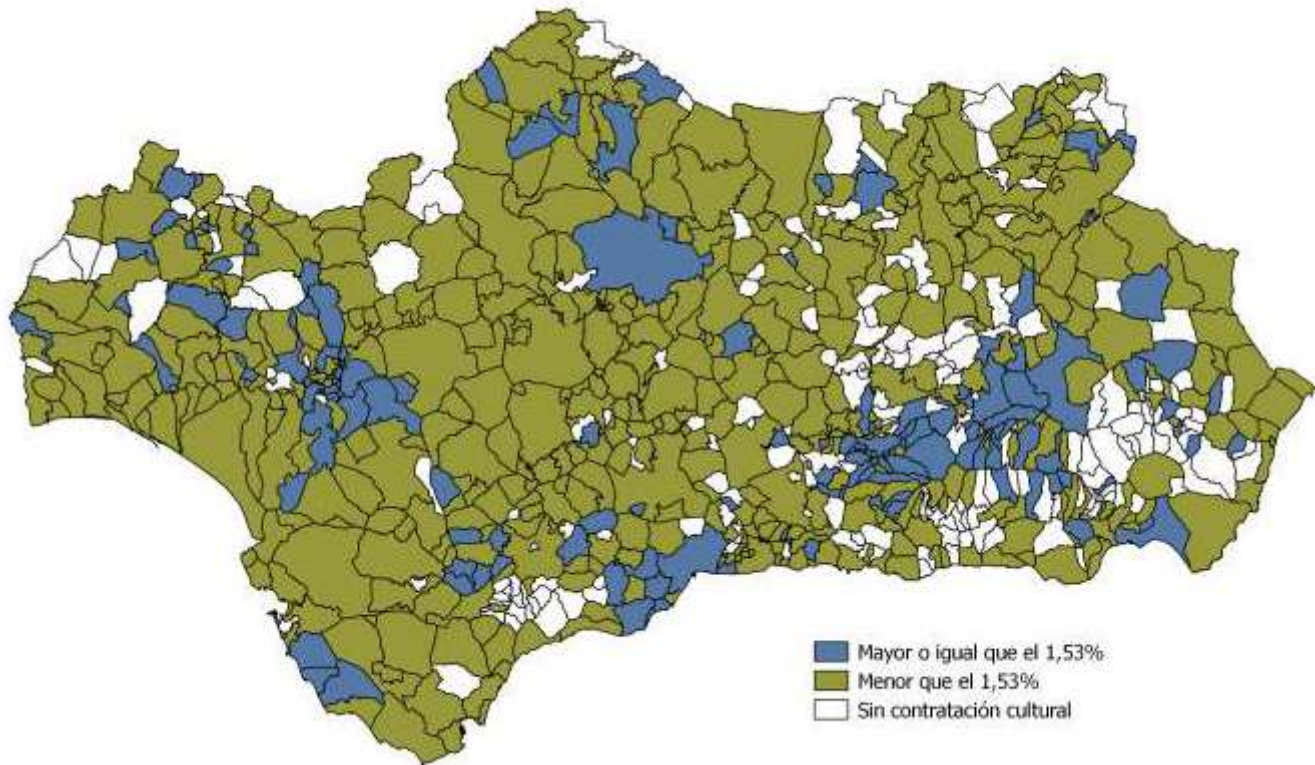 Mayor o igual que el 1,53%
Menor que el 1,53%
Sin contratación cultural